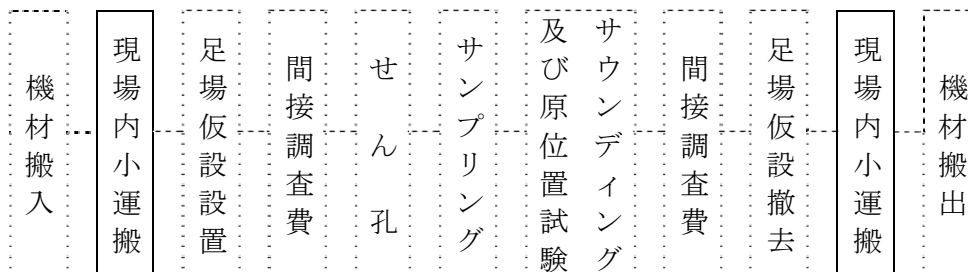 機材搬入
現場内小運搬
足場仮設設置
間接調査費
せん孔
サンプリング
サウンディング
及び原位置試験
間接調査費
足場仮設撤去
現場内小運搬
機材搬出